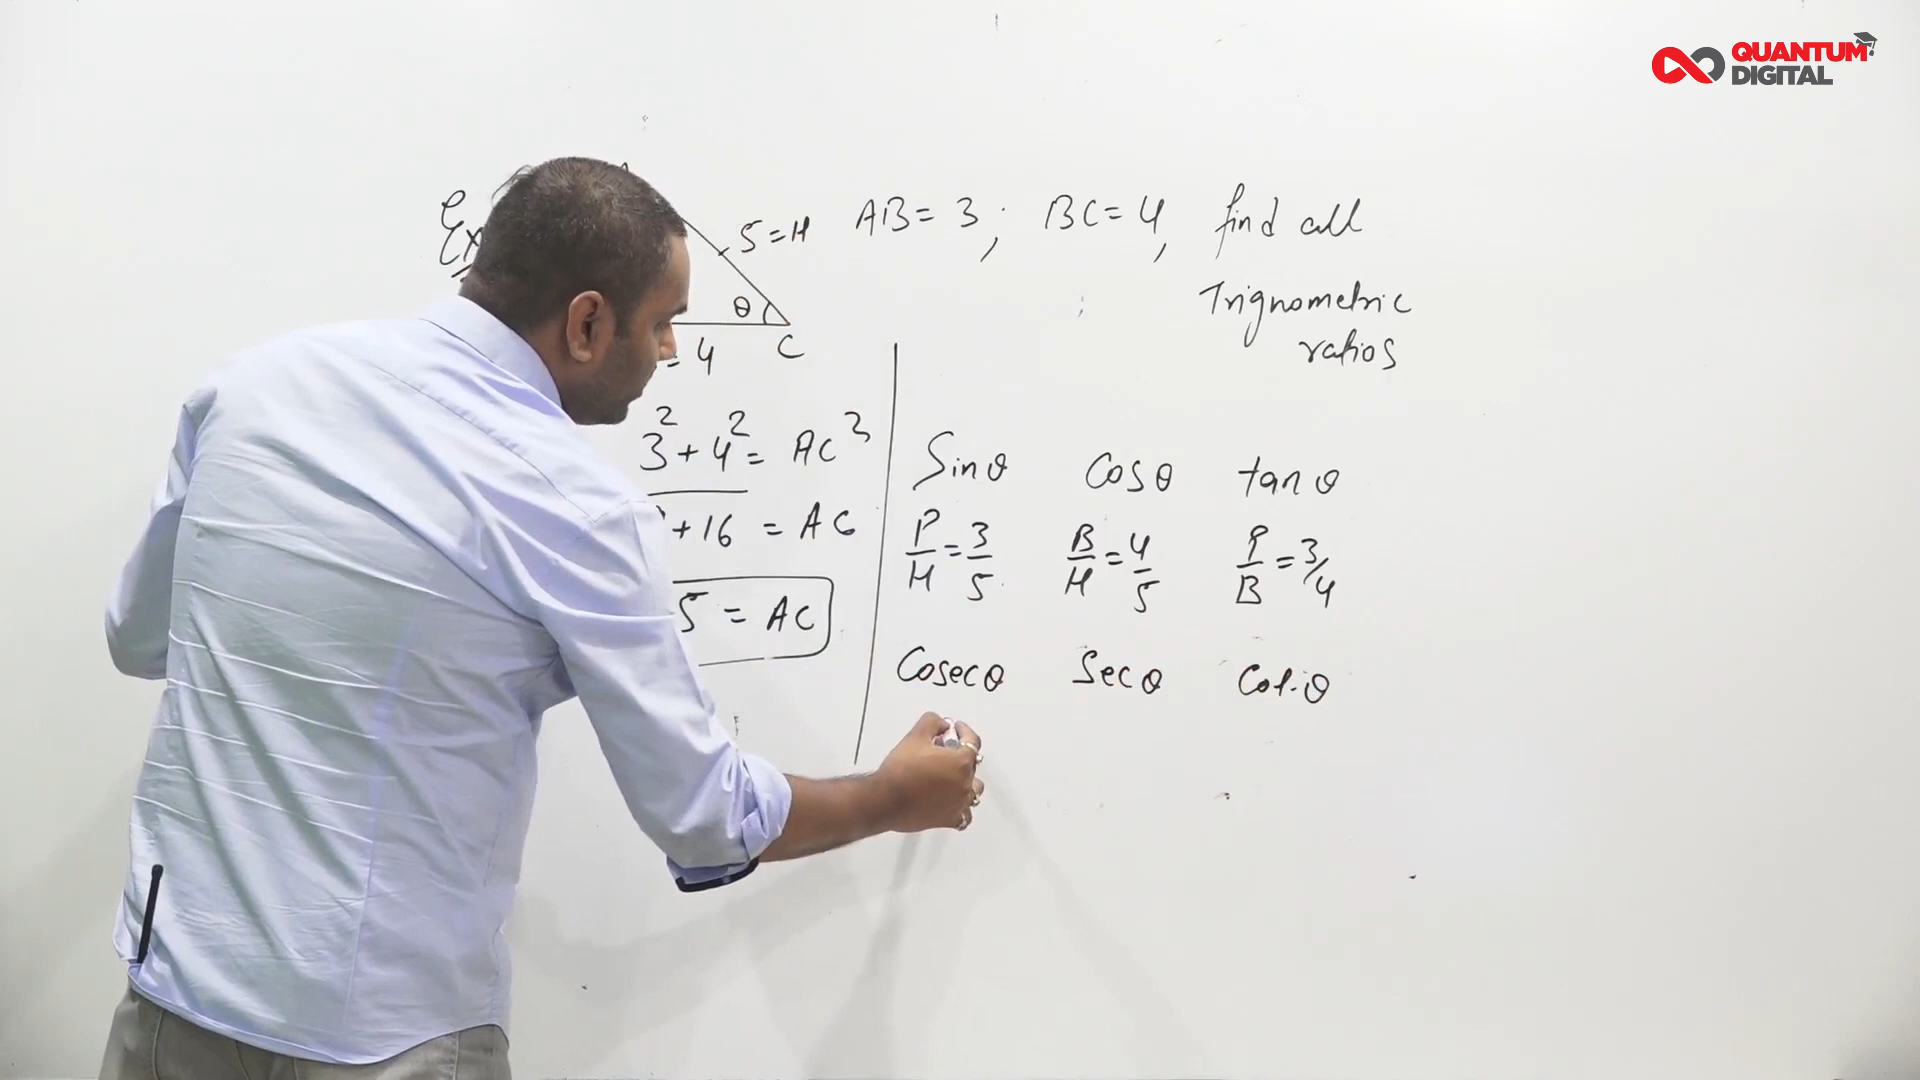 QUANTUM
DIGITAL
Ex
5 = H
AB = 3 ; BC = 4, find all
Trignometric
ratios
θ
= 4 C
3² + 4² = AC²
+ 16 = AC
5 = AC
Sinθ Cosθ tanθ
P/H = 3/5 B/H = 4/5 P/B = 3/4
Cosecθ Secθ Cotθ